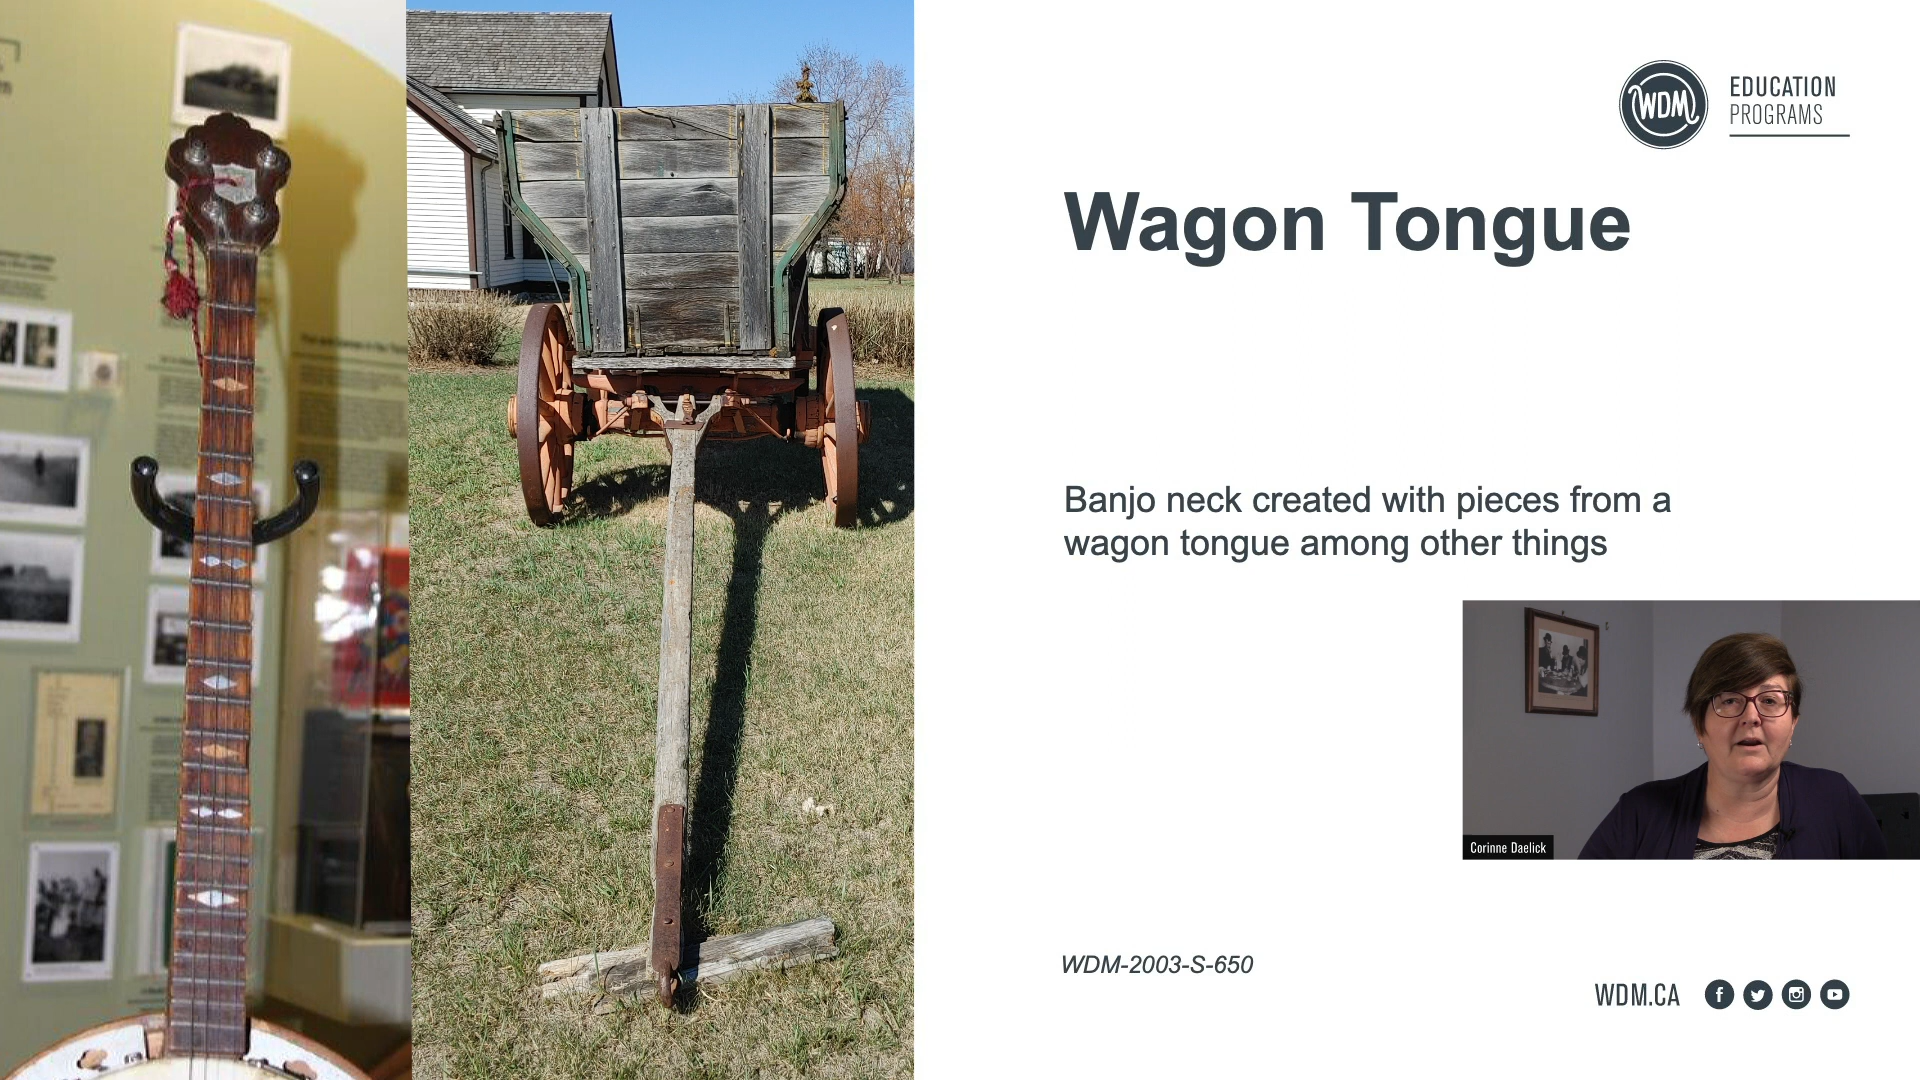 WDM
EDUCATION
PROGRAMS
Wagon Tongue
Banjo neck created with pieces from a
wagon tongue among other things
Corinne Daelick
WDM-2003-S-650
WDM.CA